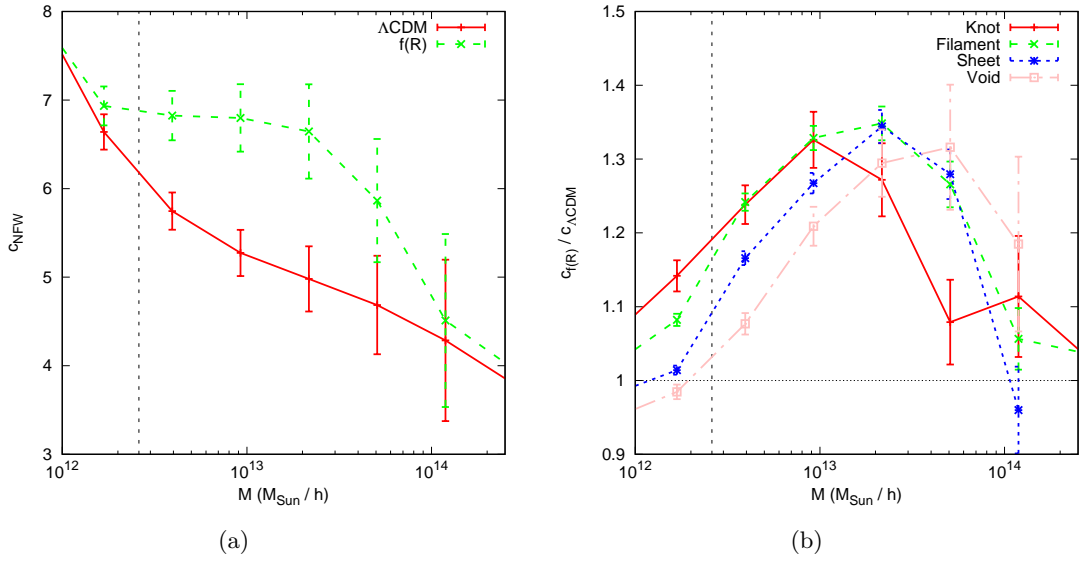 ΛCDM
f(R)
8
7
6
5
4
3
c_NFW
10^12
10^13
10^14
M (M_Sun / h)
(a)
Knot
Filament
Sheet
Void
1.5
1.4
1.3
1.2
1.1
1
0.9
c_f(R) / c_ΛCDM
10^12
10^13
10^14
M (M_Sun / h)
(b)